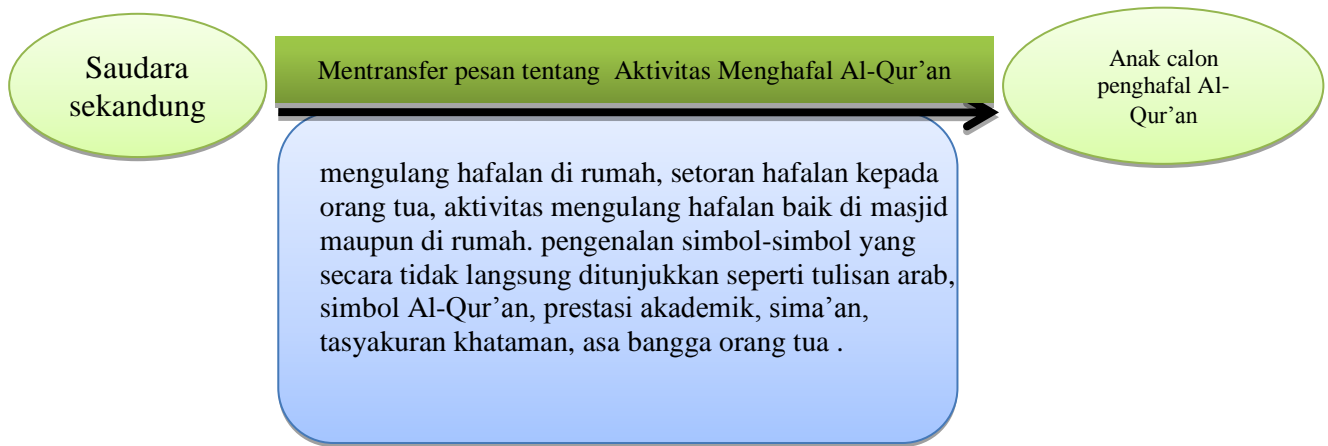 Saudara
sekandung
Mentransfer pesan tentang Aktivitas Menghafal Al-Qur’an
Anak calon
penghafal Al-
Qur’an
mengulang hafalan di rumah, setoran hafalan kepada
orang tua, aktivitas mengulang hafalan baik di masjid
maupun di rumah. pengenalan simbol-simbol yang
secara tidak langsung ditunjukkan seperti tulisan arab,
simbol Al-Qur’an, prestasi akademik, sima’an,
tasyakuran khataman, asa bangga orang tua .